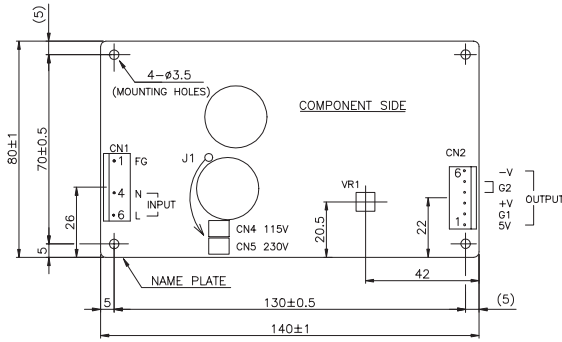 (5)
4-ø3.5
(MOUNTING HOLES)
COMPONENT SIDE
80±1
70±0.5
CN1
1 FG
4 N
6 L
INPUT
26
5
J1
CN4 115V
CN5 230V
VR1
20.5
22
CN2
6
1
-V
G2
+V
G1
5V
OUTPUT
42
NAME PLATE
5
130±0.5
(5)
140±1